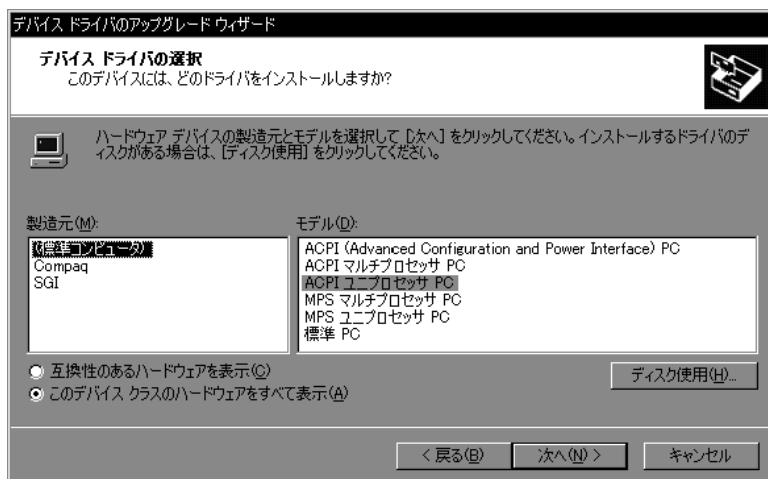 デバイス ドライバのアップグレード ウィザード
デバイス ドライバの選択
このデバイスには、どのドライバをインストールしますか?
ハードウェア デバイスの製造元とモデルを選択して [次へ] をクリックしてください。インストールするドライバのデ
ィスクがある場合は、[ディスク使用] をクリックしてください。
製造元(M):
(標準コンピュータ)
Compaq
SGI
モデル(D):
ACPI (Advanced Configuration and Power Interface) PC
ACPI マルチプロセッサ PC
ACPI ユニプロセッサ PC
MPS マルチプロセッサ PC
MPS ユニプロセッサ PC
標準 PC
互換性のあるハードウェアを表示(C)
このデバイス クラスのハードウェアをすべて表示(A)
ディスク使用(H)...
< 戻る(B)
次へ(N) >
キャンセル